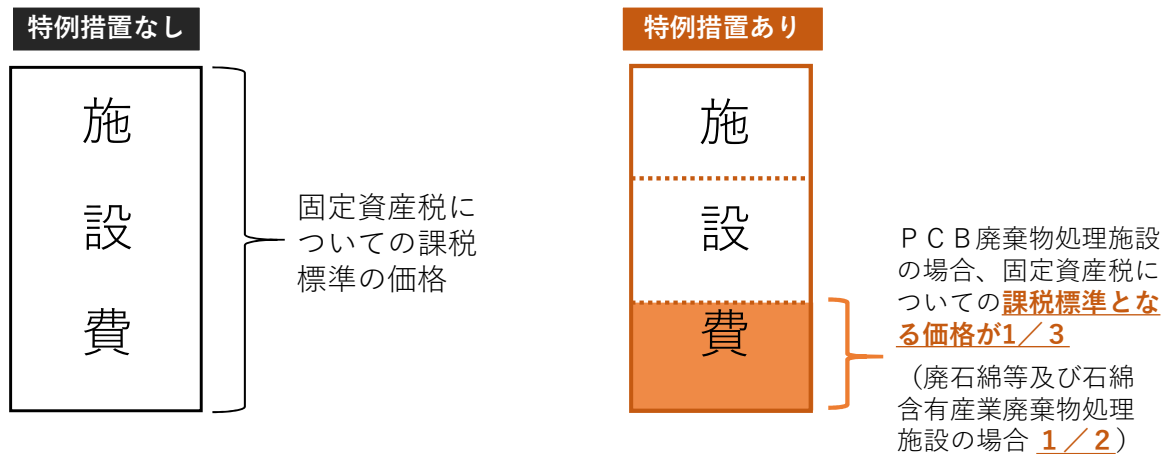 特例措置なし
施
設
費
固定資産税に
ついての課税
標準の価格
特例措置あり
施
設
費
ＰＣＢ廃棄物処理施設
の場合、固定資産税に
ついての課税標準とな
る価格が1／３
（廃石綿等及び石綿
含有産業廃棄物処理
施設の場合 １／２）